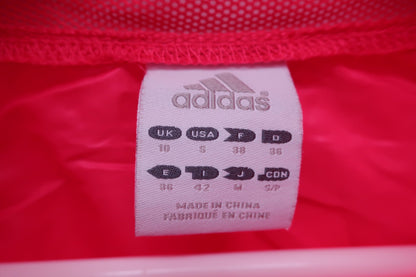 adidas
UK USA F D
10 S 38 36
E I J CDN
36 42 M S/P
MADE IN CHINA
FABRIQUÉ EN CHINE